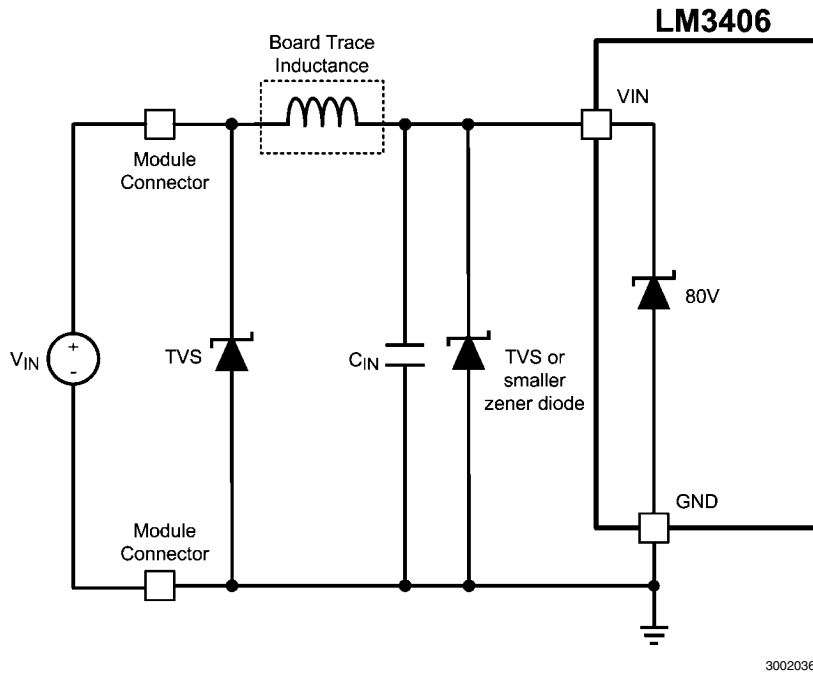 LM3406
Board Trace
Inductance
VIN
Module
Connector
80V
+
-
VIN
TVS
CIN
TVS or
smaller
zener diode
Module
Connector
GND
3002036